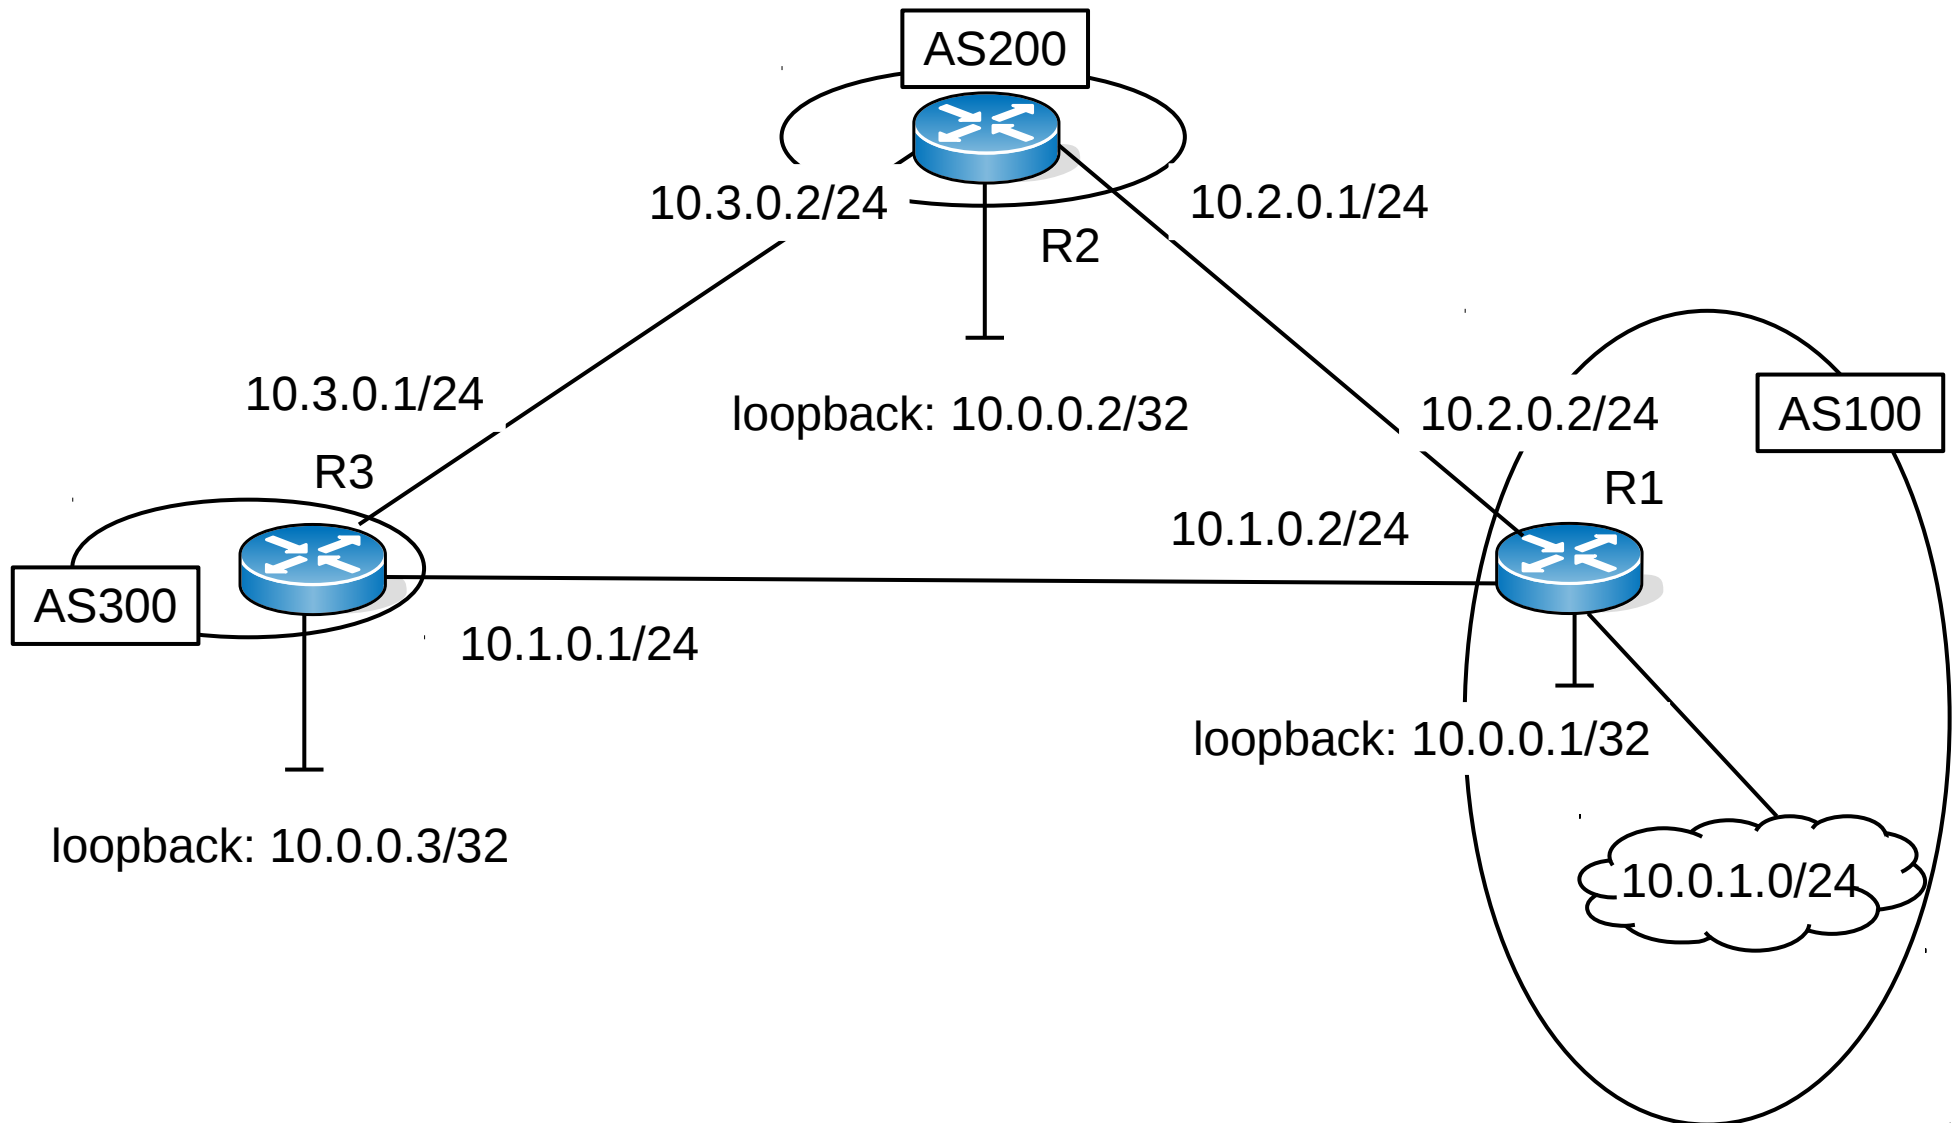 AS200
10.3.0.2/24
10.2.0.1/24
R2
10.3.0.1/24
loopback: 10.0.0.2/32
10.2.0.2/24
AS100
R3
R1
10.1.0.2/24
AS300
10.1.0.1/24
loopback: 10.0.0.1/32
loopback: 10.0.0.3/32
10.0.1.0/24